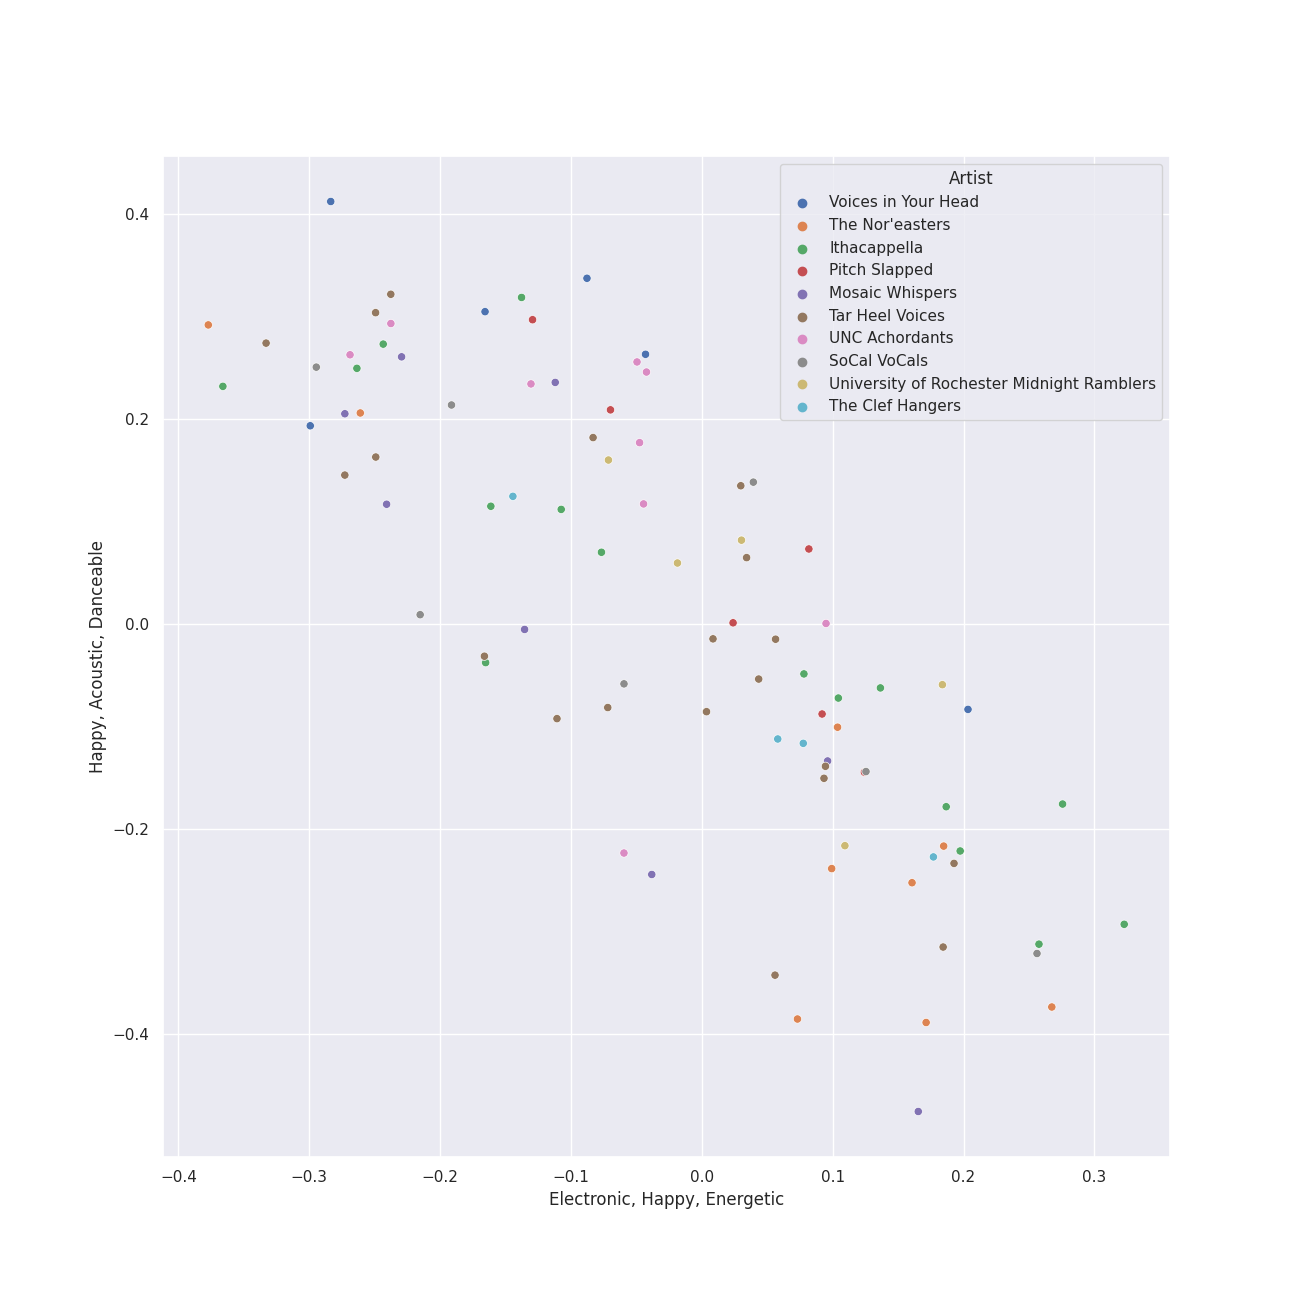 Artist
Voices in Your Head
The Nor'easters
Ithacappella
Pitch Slapped
Mosaic Whispers
Tar Heel Voices
UNC Achordants
SoCal VoCals
University of Rochester Midnight Ramblers
The Clef Hangers
0.4
0.2
0.0
−0.2
−0.4
Happy, Acoustic, Danceable
−0.4 −0.3 −0.2 −0.1 0.0 0.1 0.2 0.3
Electronic, Happy, Energetic